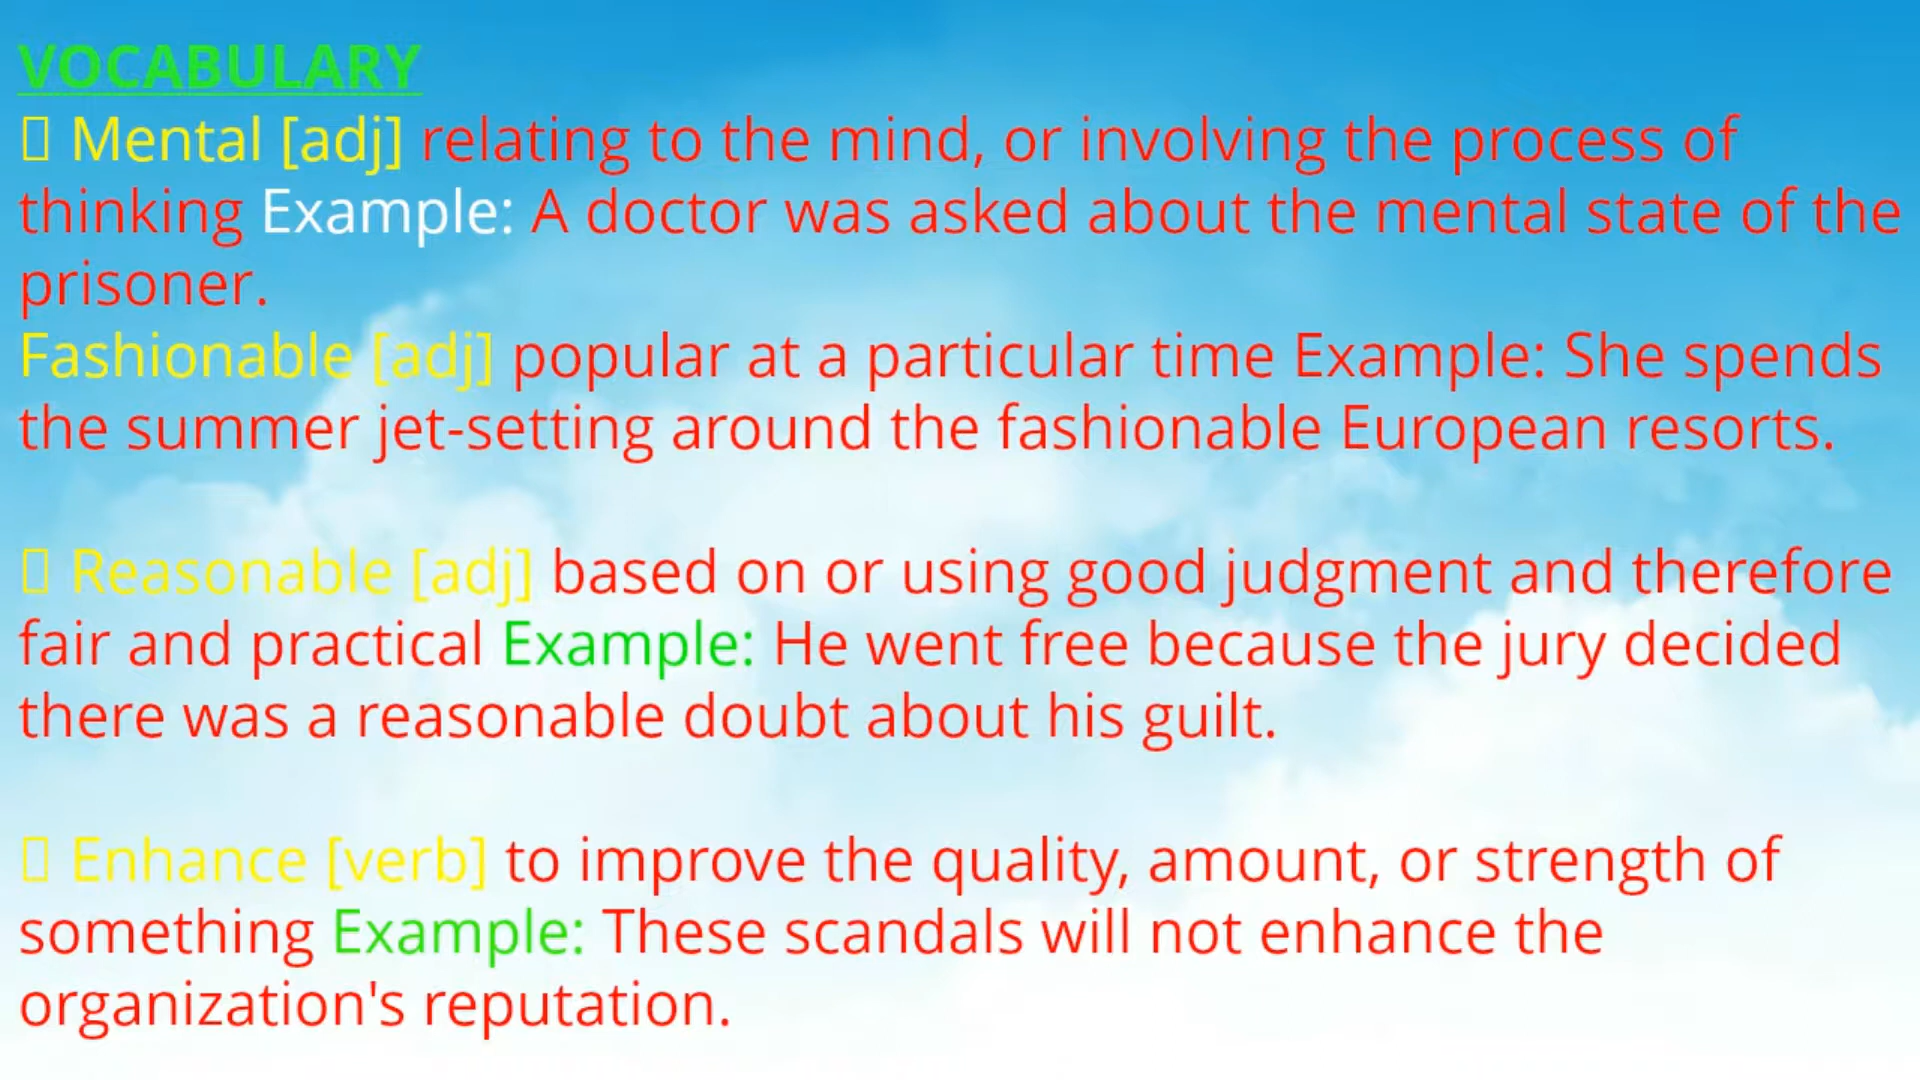 VOCABULARY
Mental [adj] relating to the mind, or involving the process of
thinking Example: A doctor was asked about the mental state of the
prisoner.
Fashionable [adj] popular at a particular time Example: She spends
the summer jet-setting around the fashionable European resorts.
Reasonable [adj] based on or using good judgment and therefore
fair and practical Example: He went free because the jury decided
there was a reasonable doubt about his guilt.
Enhance [verb] to improve the quality, amount, or strength of
something Example: These scandals will not enhance the
organization's reputation.